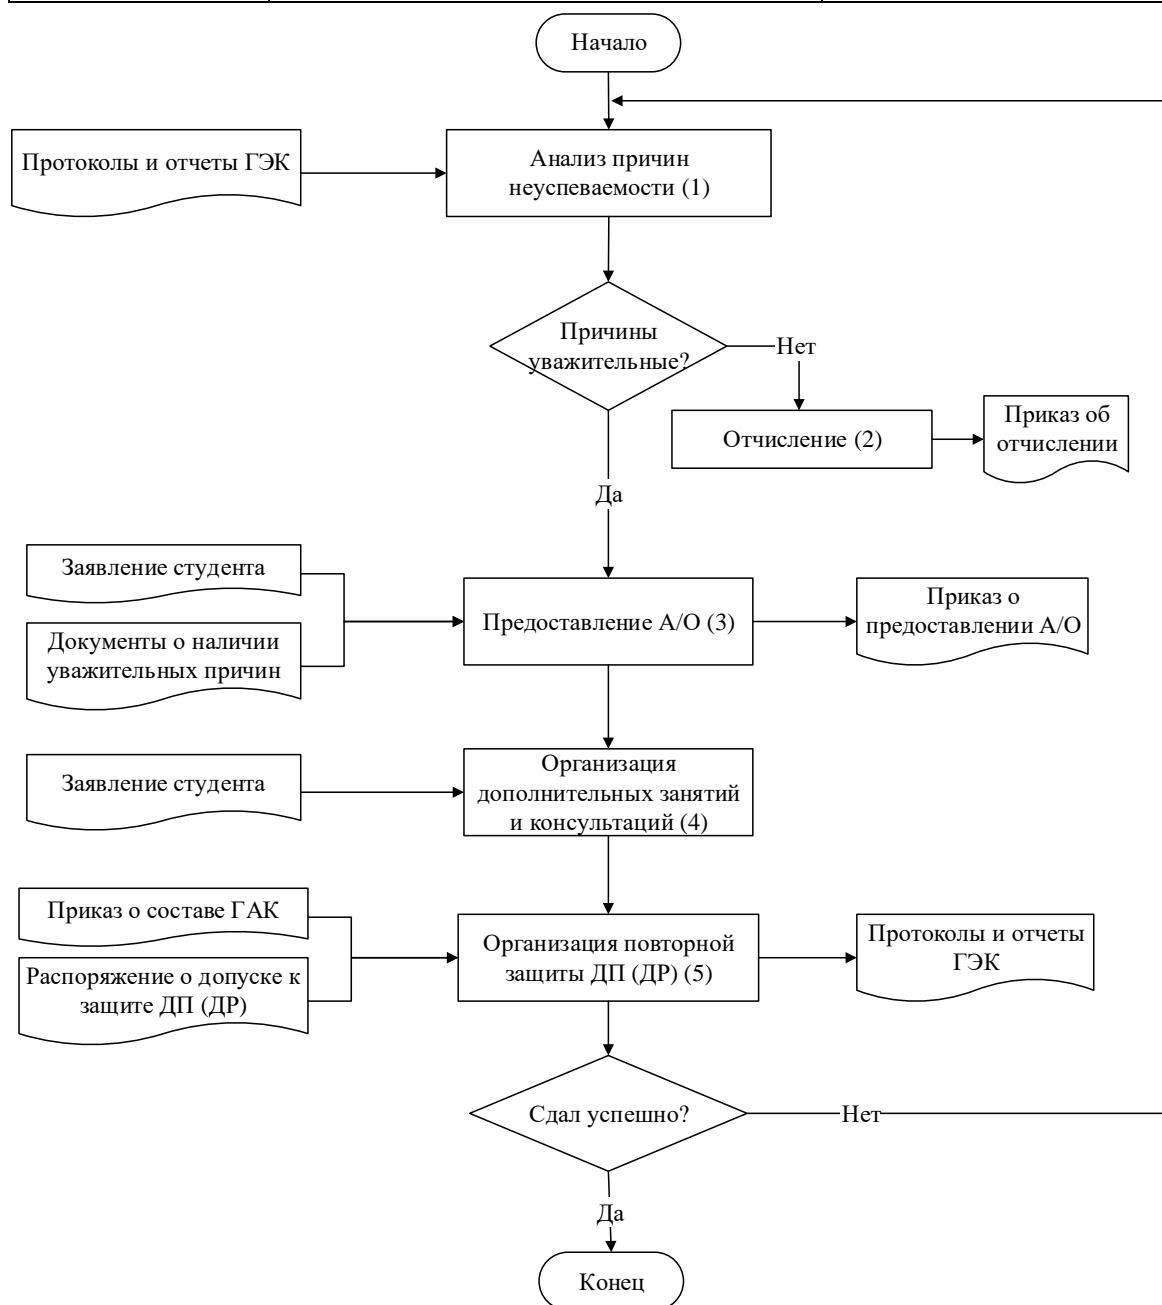 Начало
Протоколы и отчеты ГЭК
Анализ причин
неуспеваемости (1)
Причины
уважительные?
Нет
Отчисление (2)
Приказ об
отчислении
Да
Заявление студента
Документы о наличии
уважительных причин
Предоставление А/О (3)
Приказ о
предоставлении А/О
Заявление студента
Организация
дополнительных занятий
и консультаций (4)
Приказ о составе ГАК
Распоряжение о допуске к
защите ДП (ДР)
Организация повторной
защиты ДП (ДР) (5)
Протоколы и отчеты
ГЭК
Сдал успешно?
Нет
Да
Конец